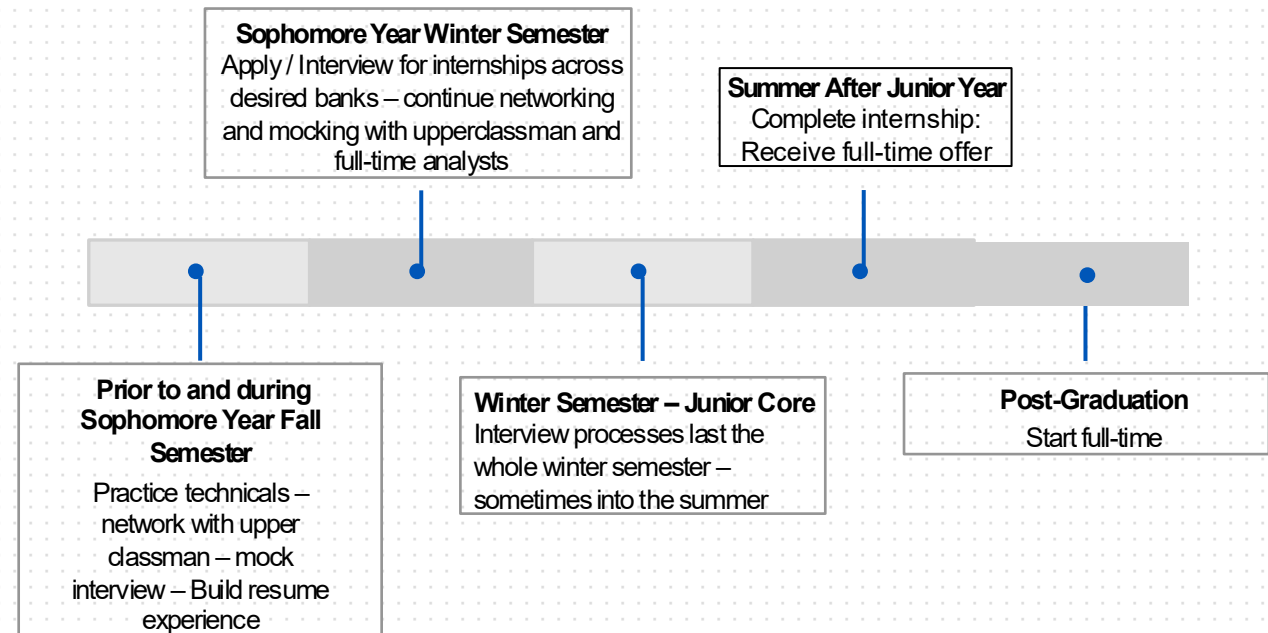 Sophomore Year Winter Semester
Apply / Interview for internships across
desired banks – continue networking
and mocking with upperclassman and
full-time analysts
Summer After Junior Year
Complete internship:
Receive full-time offer
Prior to and during
Sophomore Year Fall
Semester
Practice technicals –
network with upper
classman – mock
interview – Build resume
experience
Winter Semester – Junior Core
Interview processes last the
whole winter semester –
sometimes into the summer
Post-Graduation
Start full-time